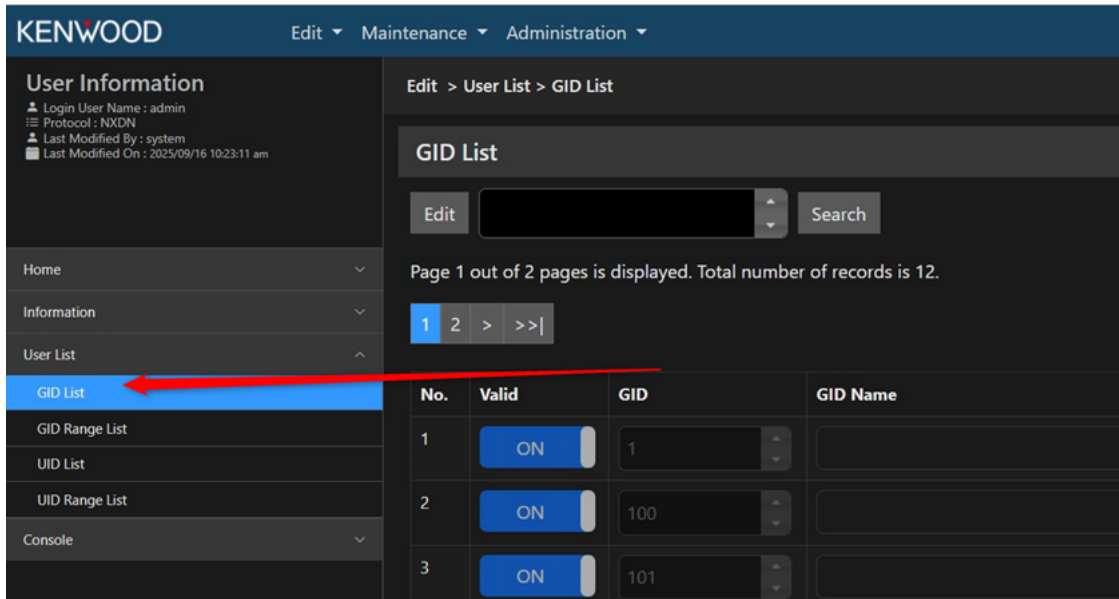 KENWOOD
Edit Maintenance Administration
User Information
Login User Name : admin
Protocol : NXDN
Last Modified By : system
Last Modified On : 2025/09/16 10:23:11 am
Home
Information
User List
GID List
GID Range List
UID List
UID Range List
Console
Edit > User List > GID List
GID List
Edit Search
Page 1 out of 2 pages is displayed. Total number of records is 12.
1 2 > >>|
No. Valid GID GID Name
1 ON 1
2 ON 100
3 ON 101